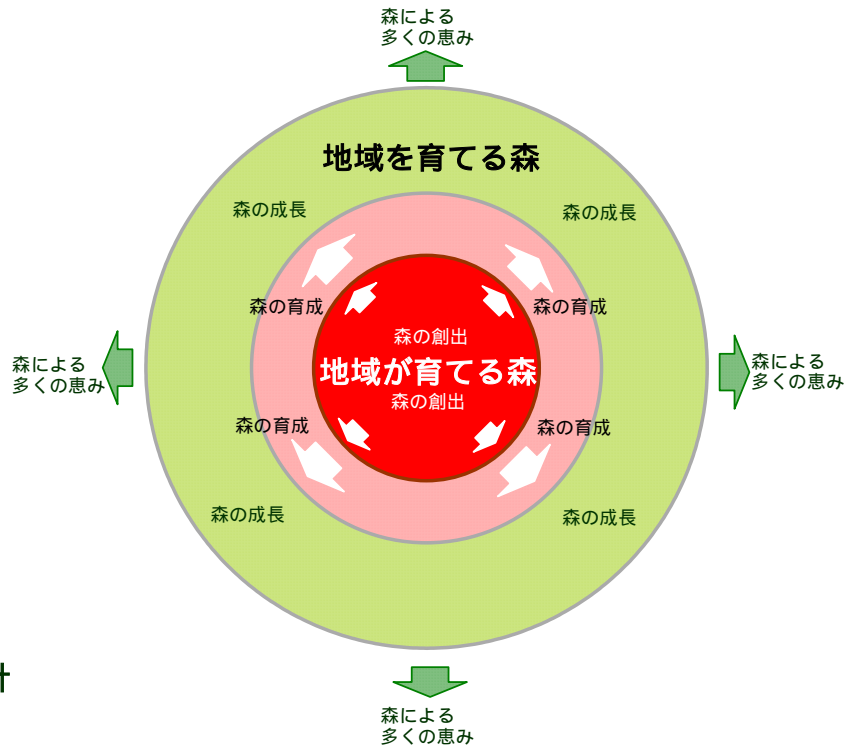 森による
多くの恵み
地域を育てる森
森の成長
森の成長
森の育成
森の育成
森の創出
地域が育てる森
森の創出
森による
多くの恵み
森による
多くの恵み
森の育成
森の育成
森の成長
森の成長
森による
多くの恵み